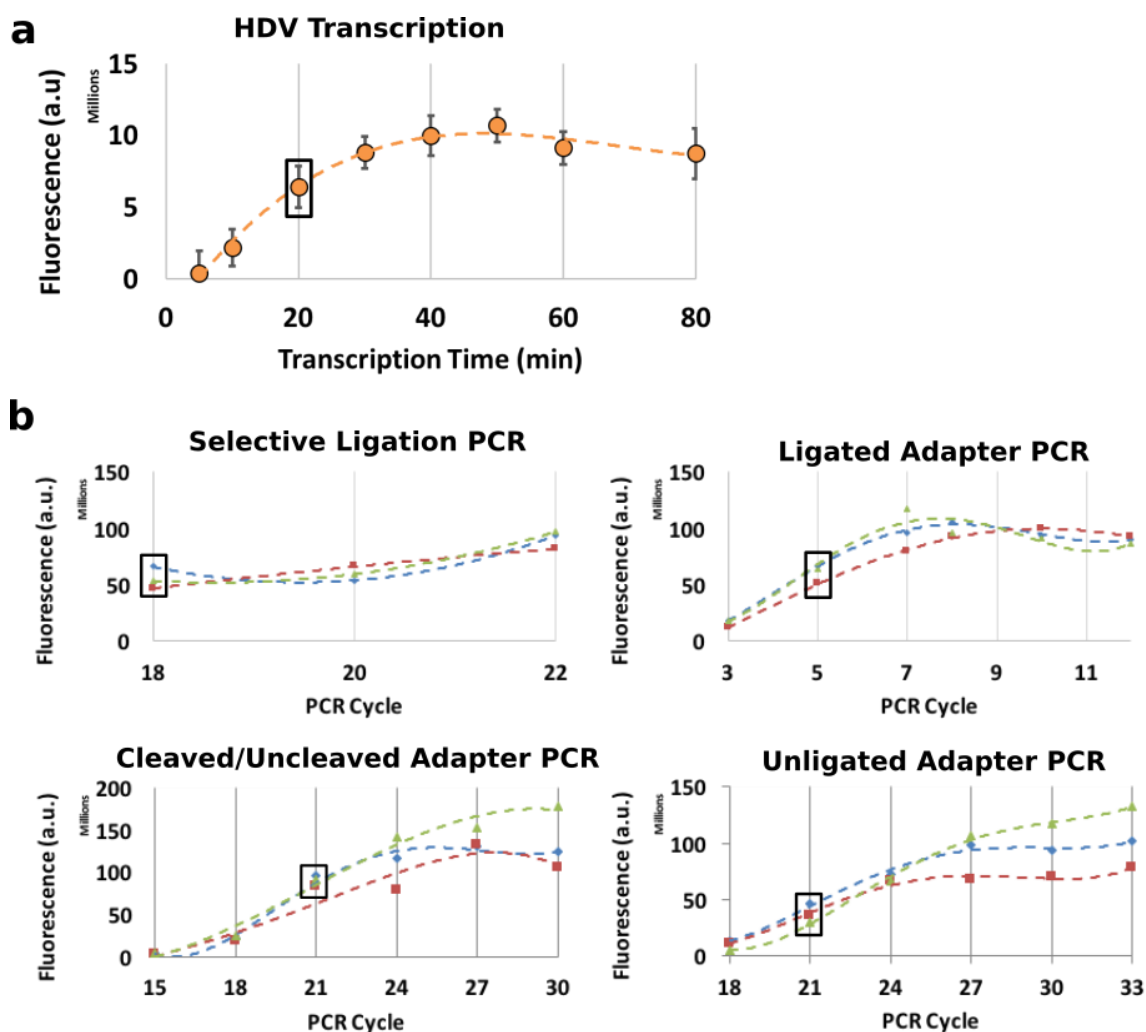 a
HDV Transcription
Fluorescence (a.u)
Millions
15
10
5
0
0 20 40 60 80
Transcription Time (min)
b
Selective Ligation PCR
Fluorescence (a.u.)
Millions
150
100
50
0
18 20 22
PCR Cycle
Ligated Adapter PCR
Fluorescence (a.u.)
Millions
150
100
50
0
3 5 7 9 11
PCR Cycle
Cleaved/Uncleaved Adapter PCR
Fluorescence (a.u.)
Millions
200
150
100
50
0
15 18 21 24 27 30
PCR Cycle
Unligated Adapter PCR
Fluorescence (a.u.)
Millions
150
100
50
0
18 21 24 27 30 33
PCR Cycle